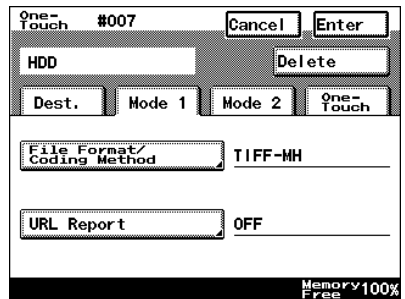 One-Touch #007 Cancel Enter
HDD Delete
Dest. Mode 1 Mode 2 One-Touch
File Format/
Coding Method TIFF-MH
URL Report OFF
Memory Free 100%